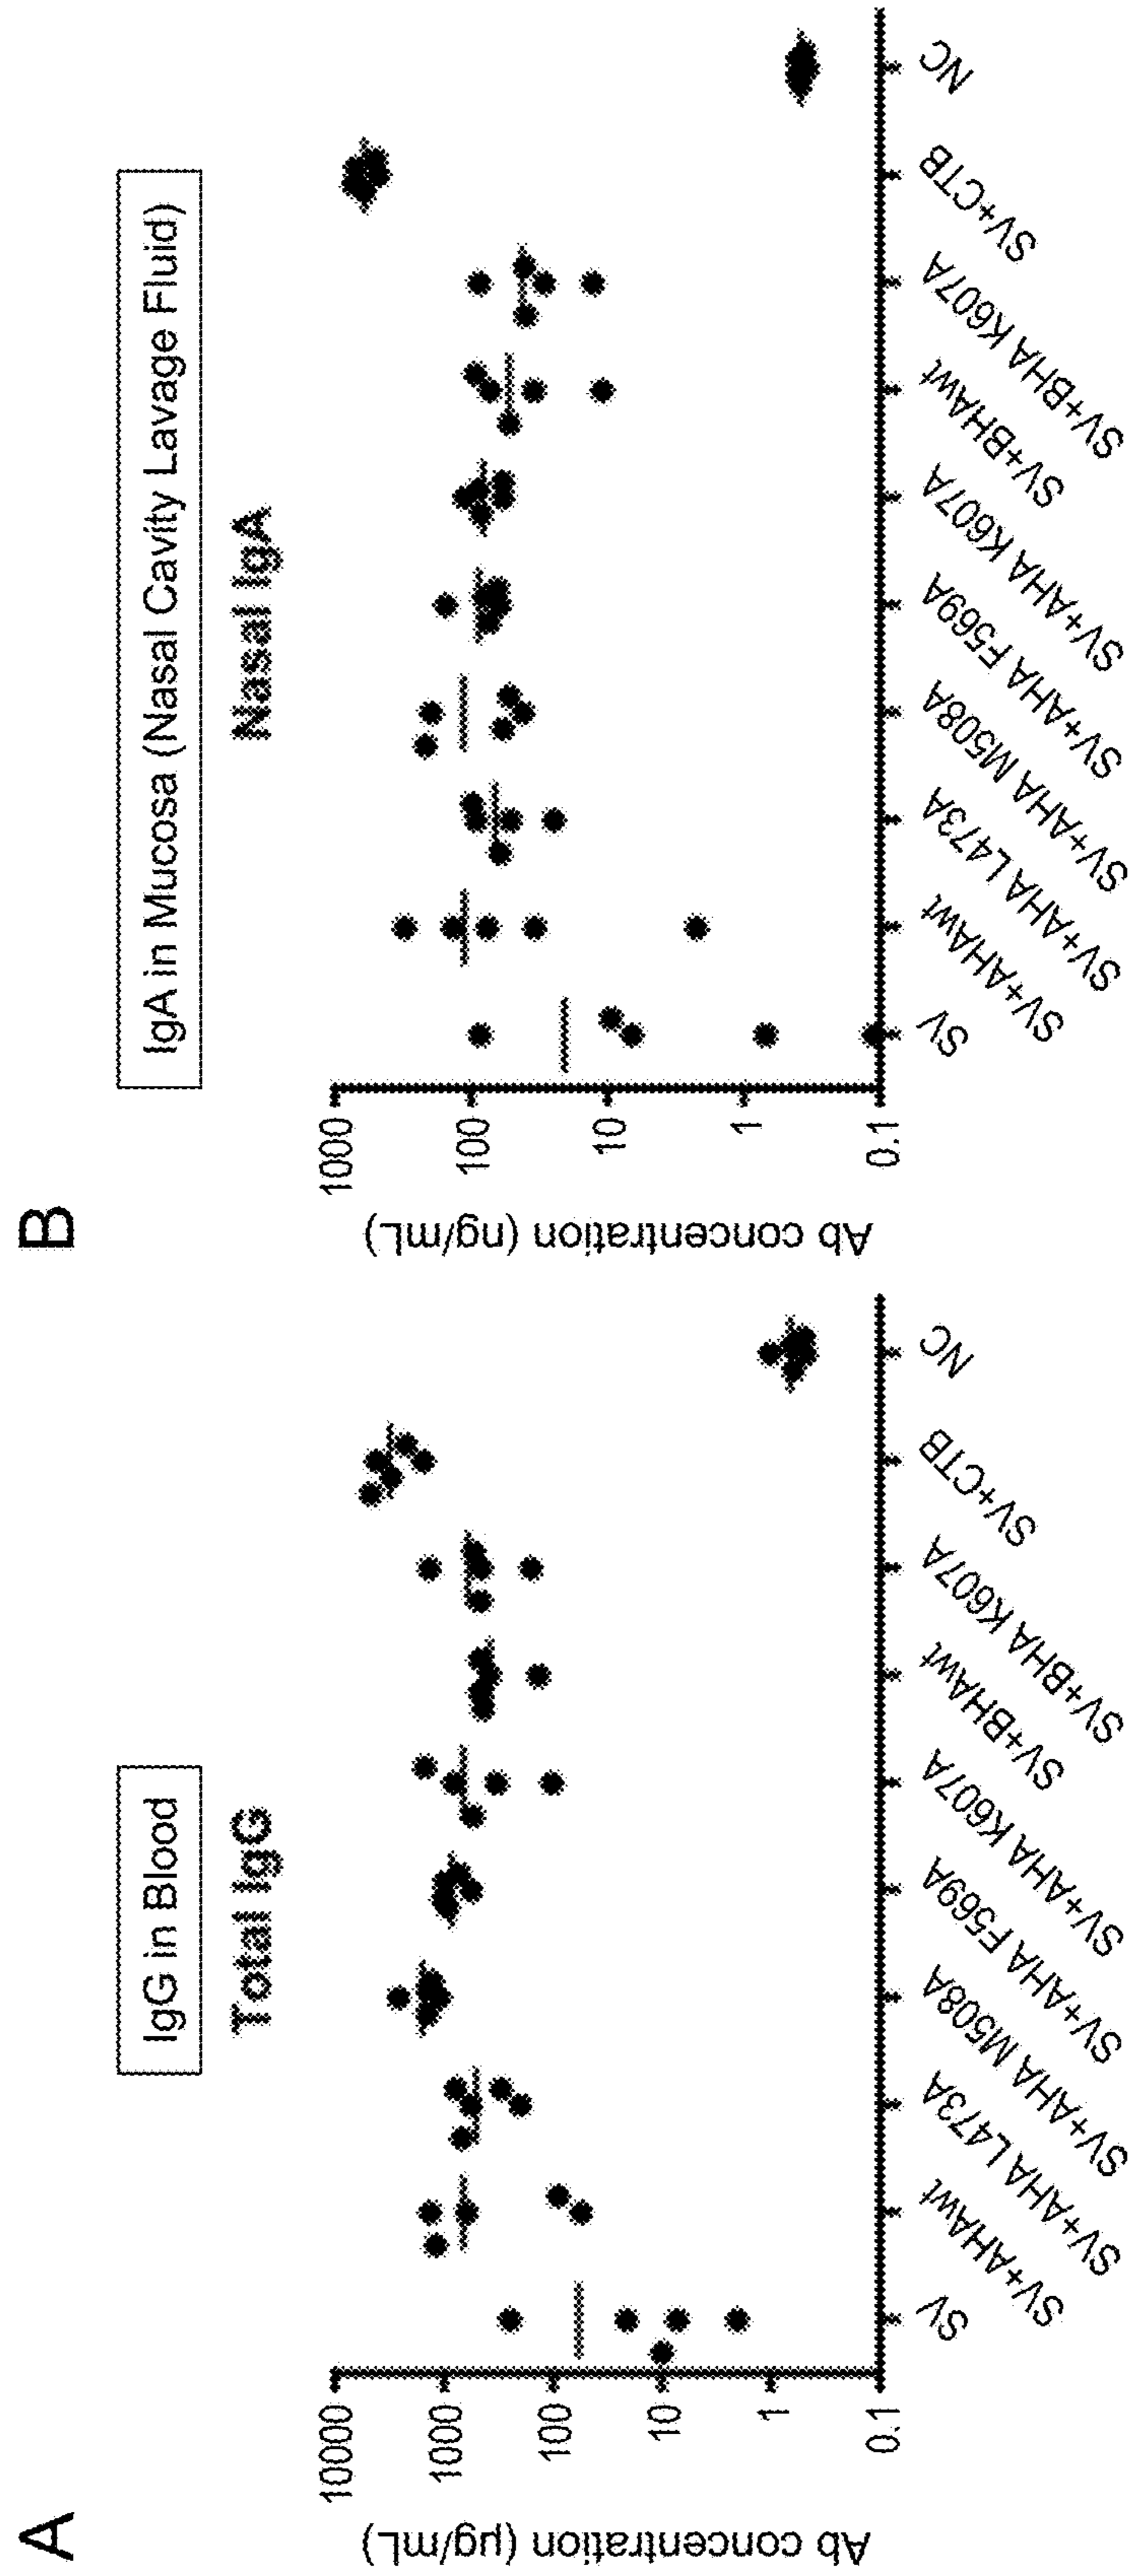 A
IgG in Blood
Total IgG
Ab concentration (μg/mL)
10000
1000
100
10
1
0.1
SV
SV+AHAwt
SV+AHA L473A
SV+AHA M508A
SV+AHA F569A
SV+AHA K607A
SV+BHAwt
SV+BHA K607A
SV+CTB
NC
B
IgA in Mucosa (Nasal Cavity Lavage Fluid)
Nasal IgA
Ab concentration (ng/mL)
1000
100
10
1
0.1
SV
SV+AHAwt
SV+AHA L473A
SV+AHA M508A
SV+AHA F569A
SV+AHA K607A
SV+BHAwt
SV+BHA K607A
SV+CTB
NC